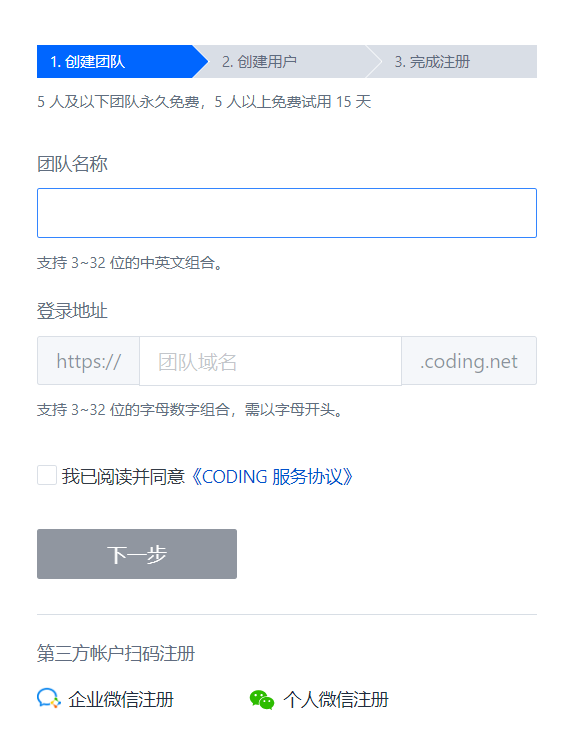 1. 创建团队 2. 创建用户 3. 完成注册
5 人及以下团队永久免费，5 人以上免费试用 15 天
团队名称
支持 3~32 位的中英文组合。
登录地址
https:// 团队域名 .coding.net
支持 3~32 位的字母数字组合，需以字母开头。
我已阅读并同意《CODING 服务协议》
下一步
第三方帐户扫码注册
企业微信注册 个人微信注册